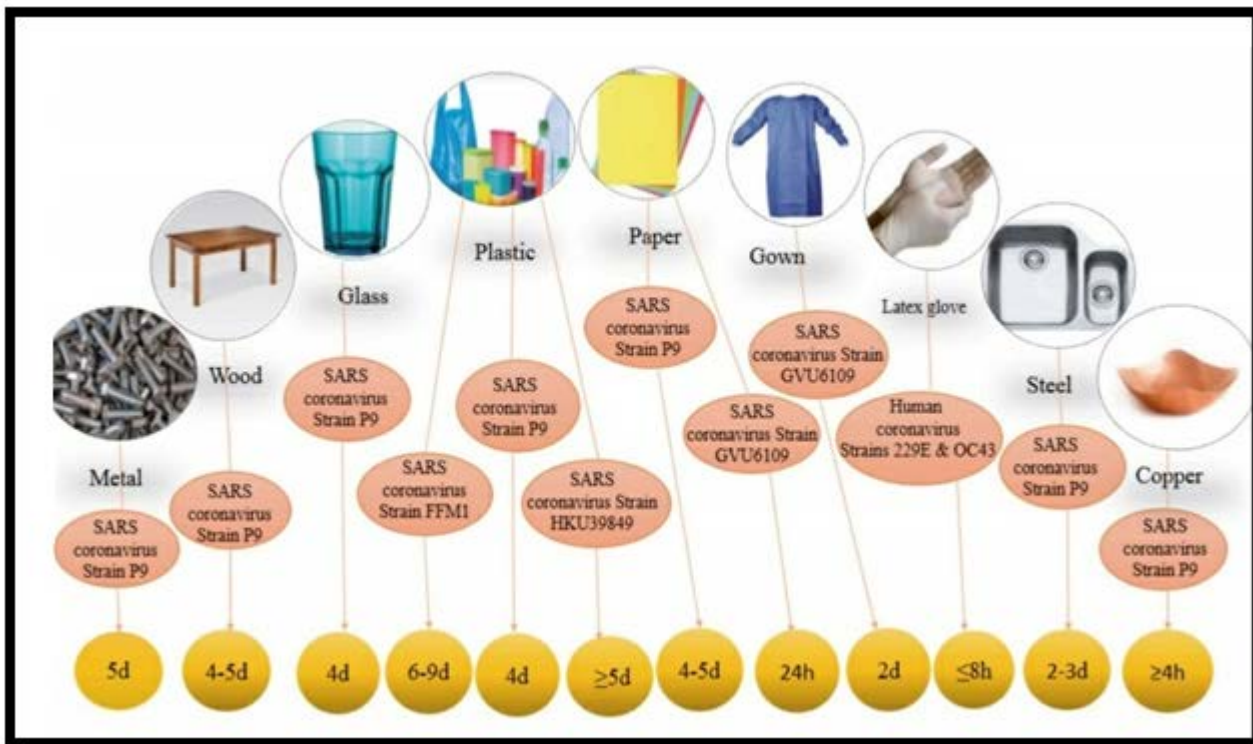 Metal
SARS
coronavirus
Strain P9
5d
Wood
SARS
coronavirus
Strain P9
4-5d
Glass
SARS
coronavirus
Strain P9
4d
Plastic
SARS
coronavirus
Strain FFM1
6-9d
SARS
coronavirus
Strain P9
4d
SARS
coronavirus Strain
HKU39849
≥5d
Paper
SARS
coronavirus
Strain P9
4-5d
SARS
coronavirus Strain
GVU6109
24h
Gown
SARS
coronavirus Strain
GVU6109
2d
Latex glove
Human
coronavirus
Strains 229E & OC43
≤8h
Steel
SARS
coronavirus
Strain P9
2-3d
Copper
SARS
coronavirus
Strain P9
≥4h